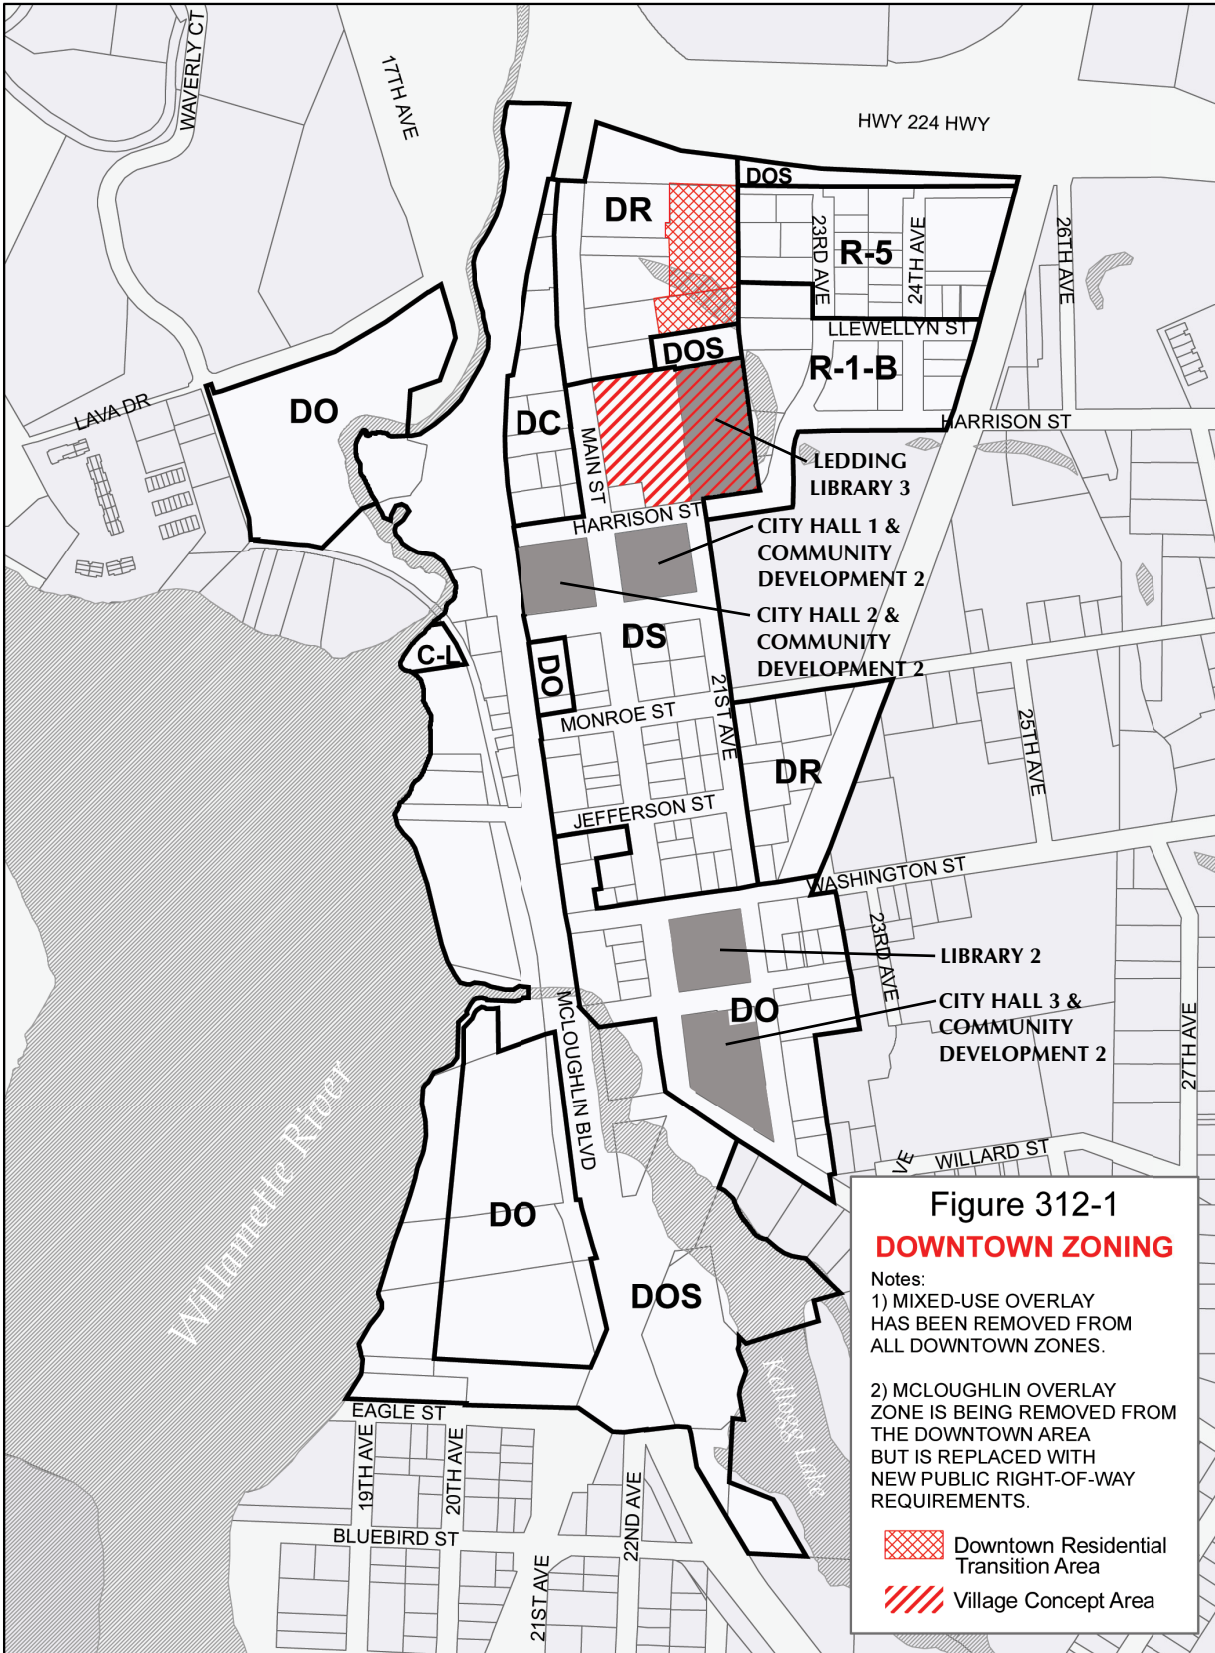 WAVERLY CT
17TH AVE
HWY 224 HWY
DOS
DR
23RD AVE
R-5
24TH AVE
26TH AVE
LLEWELLYN ST
DOS
R-1-B
LAVA DR
DO
DC
MAIN ST
HARRISON ST
LEDDING
LIBRARY 3
HARRISON ST
CITY HALL 1 &
COMMUNITY
DEVELOPMENT 2
CITY HALL 2 &
COMMUNITY
DEVELOPMENT 2
DS
C-L
DO
21ST AVE
MONROE ST
25TH AVE
DR
JEFFERSON ST
WASHINGTON ST
23RD AVE
LIBRARY 2
DO
CITY HALL 3 &
COMMUNITY
DEVELOPMENT 2
MCLOUGHLIN BLVD
27TH AVE
Willamette River
VE
WILLARD ST
DO
DOS
Kellogg Lake
EAGLE ST
19TH AVE
20TH AVE
22ND AVE
BLUEBIRD ST
21ST AVE
Figure 312-1
DOWNTOWN ZONING
Notes:
1) MIXED-USE OVERLAY
HAS BEEN REMOVED FROM
ALL DOWNTOWN ZONES.
2) MCLOUGHLIN OVERLAY
ZONE IS BEING REMOVED FROM
THE DOWNTOWN AREA
BUT IS REPLACED WITH
NEW PUBLIC RIGHT-OF-WAY
REQUIREMENTS.
Downtown Residential
Transition Area
Village Concept Area